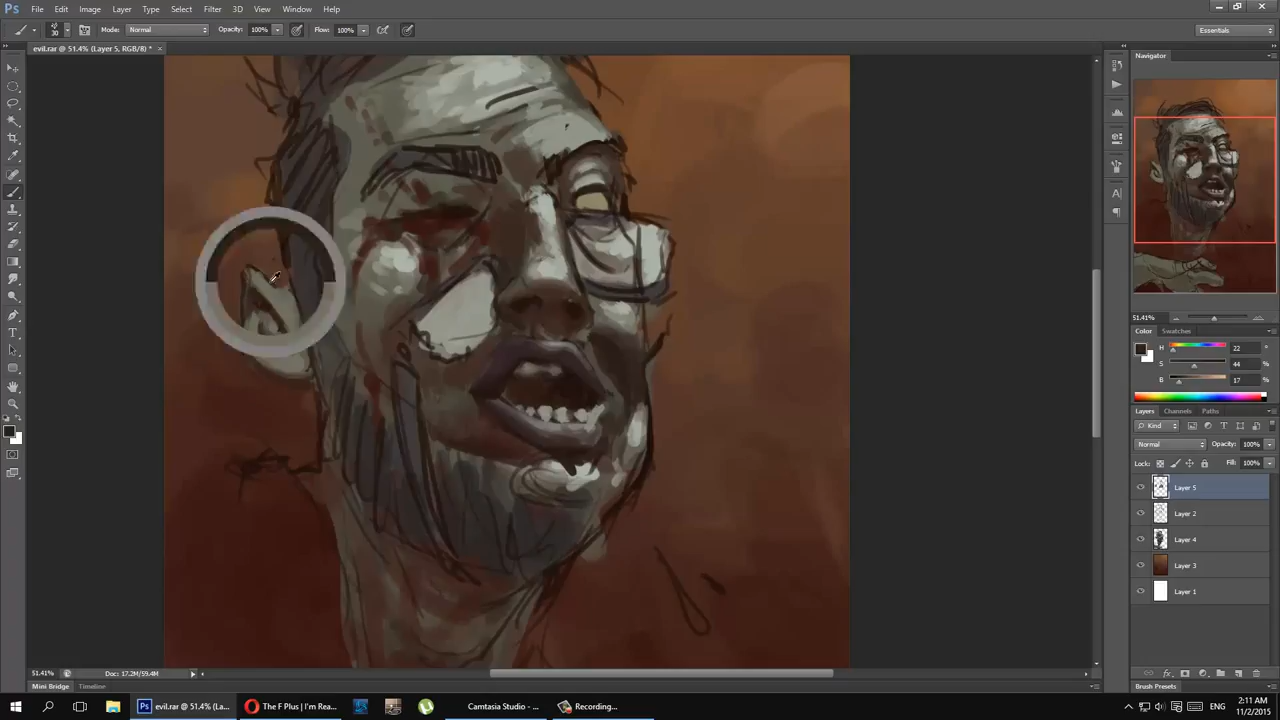 Ps File Edit Image Layer Type Select Filter 3D View Window Help
30 Mode: Normal Opacity: 100% Flow: 100% Essentials
evil.rar @ 51.4% (Layer 5, RGB/8) * ×
Navigator
51.41%
Color Swatches
H 22 °
S 44 %
B 17 %
Layers Channels Paths
Kind
Normal Opacity: 100%
Lock: Fill: 100%
Layer 5
Layer 2
Layer 4
Layer 3
Layer 1
51.41% Doc: 17.2M/59.4M
Mini Bridge Timeline Brush Presets
Ps evil.rar @ 51.4% (La... The F Plus | I'm Rea... Camtasia Studio - ... Recording... 2:11 AM
11/2/2015